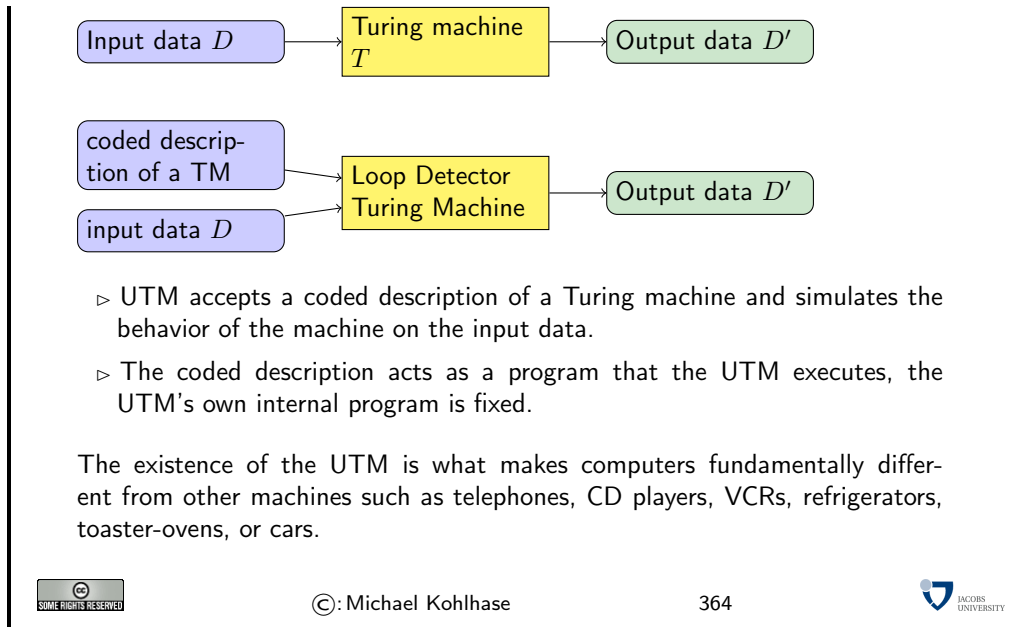 Input data D
Turing machine
T
Output data D′
coded descrip-
tion of a TM
input data D
Loop Detector
Turing Machine
Output data D′
▷ UTM accepts a coded description of a Turing machine and simulates the
behavior of the machine on the input data.
▷ The coded description acts as a program that the UTM executes, the
UTM's own internal program is fixed.
The existence of the UTM is what makes computers fundamentally differ-
ent from other machines such as telephones, CD players, VCRs, refrigerators,
toaster-ovens, or cars.
cc
SOME RIGHTS RESERVED
©: Michael Kohlhase
364
JACOBS
UNIVERSITY